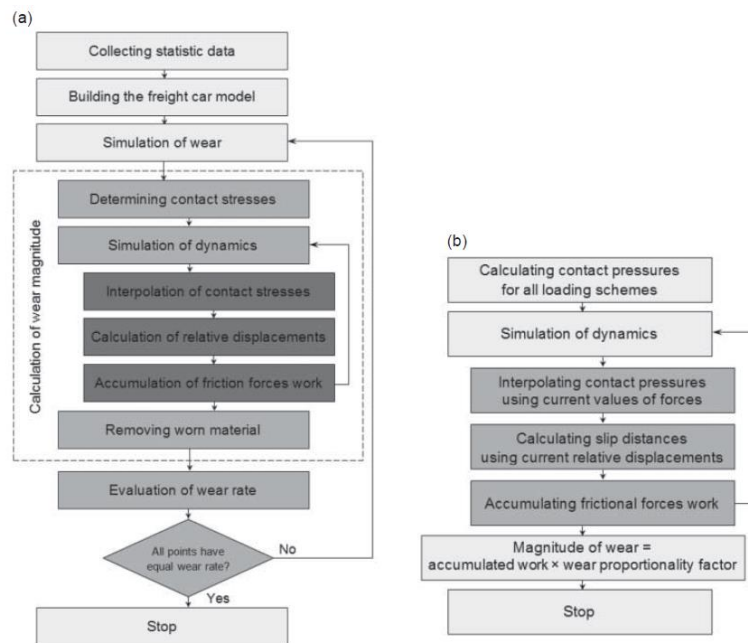 (a)
Collecting statistic data
Building the freight car model
Simulation of wear
Calculation of wear magnitude
Determining contact stresses
Simulation of dynamics
Interpolation of contact stresses
Calculation of relative displacements
Accumulation of friction forces work
Removing worn material
Evaluation of wear rate
All points have
equal wear rate?
No
Yes
Stop
(b)
Calculating contact pressures
for all loading schemes
Simulation of dynamics
Interpolating contact pressures
using current values of forces
Calculating slip distances
using current relative displacements
Accumulating frictional forces work
Magnitude of wear =
accumulated work × wear proportionality factor
Stop